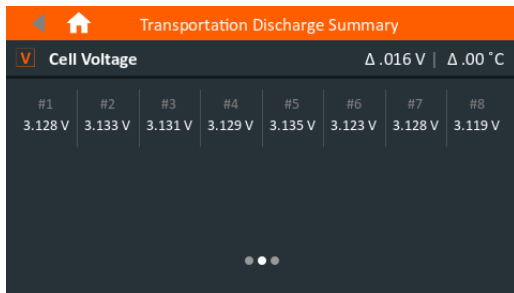 Transportation Discharge Summary
V Cell Voltage Δ .016 V | Δ .00 °C
#1 #2 #3 #4 #5 #6 #7 #8
3.128 V 3.133 V 3.131 V 3.129 V 3.135 V 3.123 V 3.128 V 3.119 V